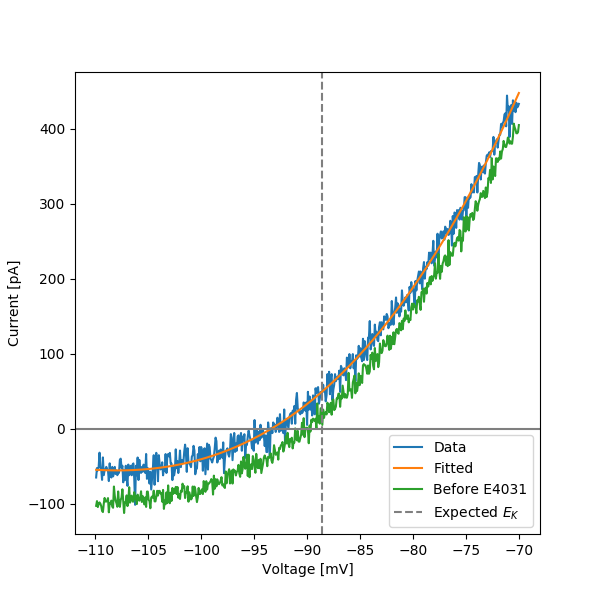 400
300
200
100
0
−100
Current [pA]
Data
Fitted
Before E4031
Expected E_K
−110 −105 −100 −95 −90 −85 −80 −75 −70
Voltage [mV]